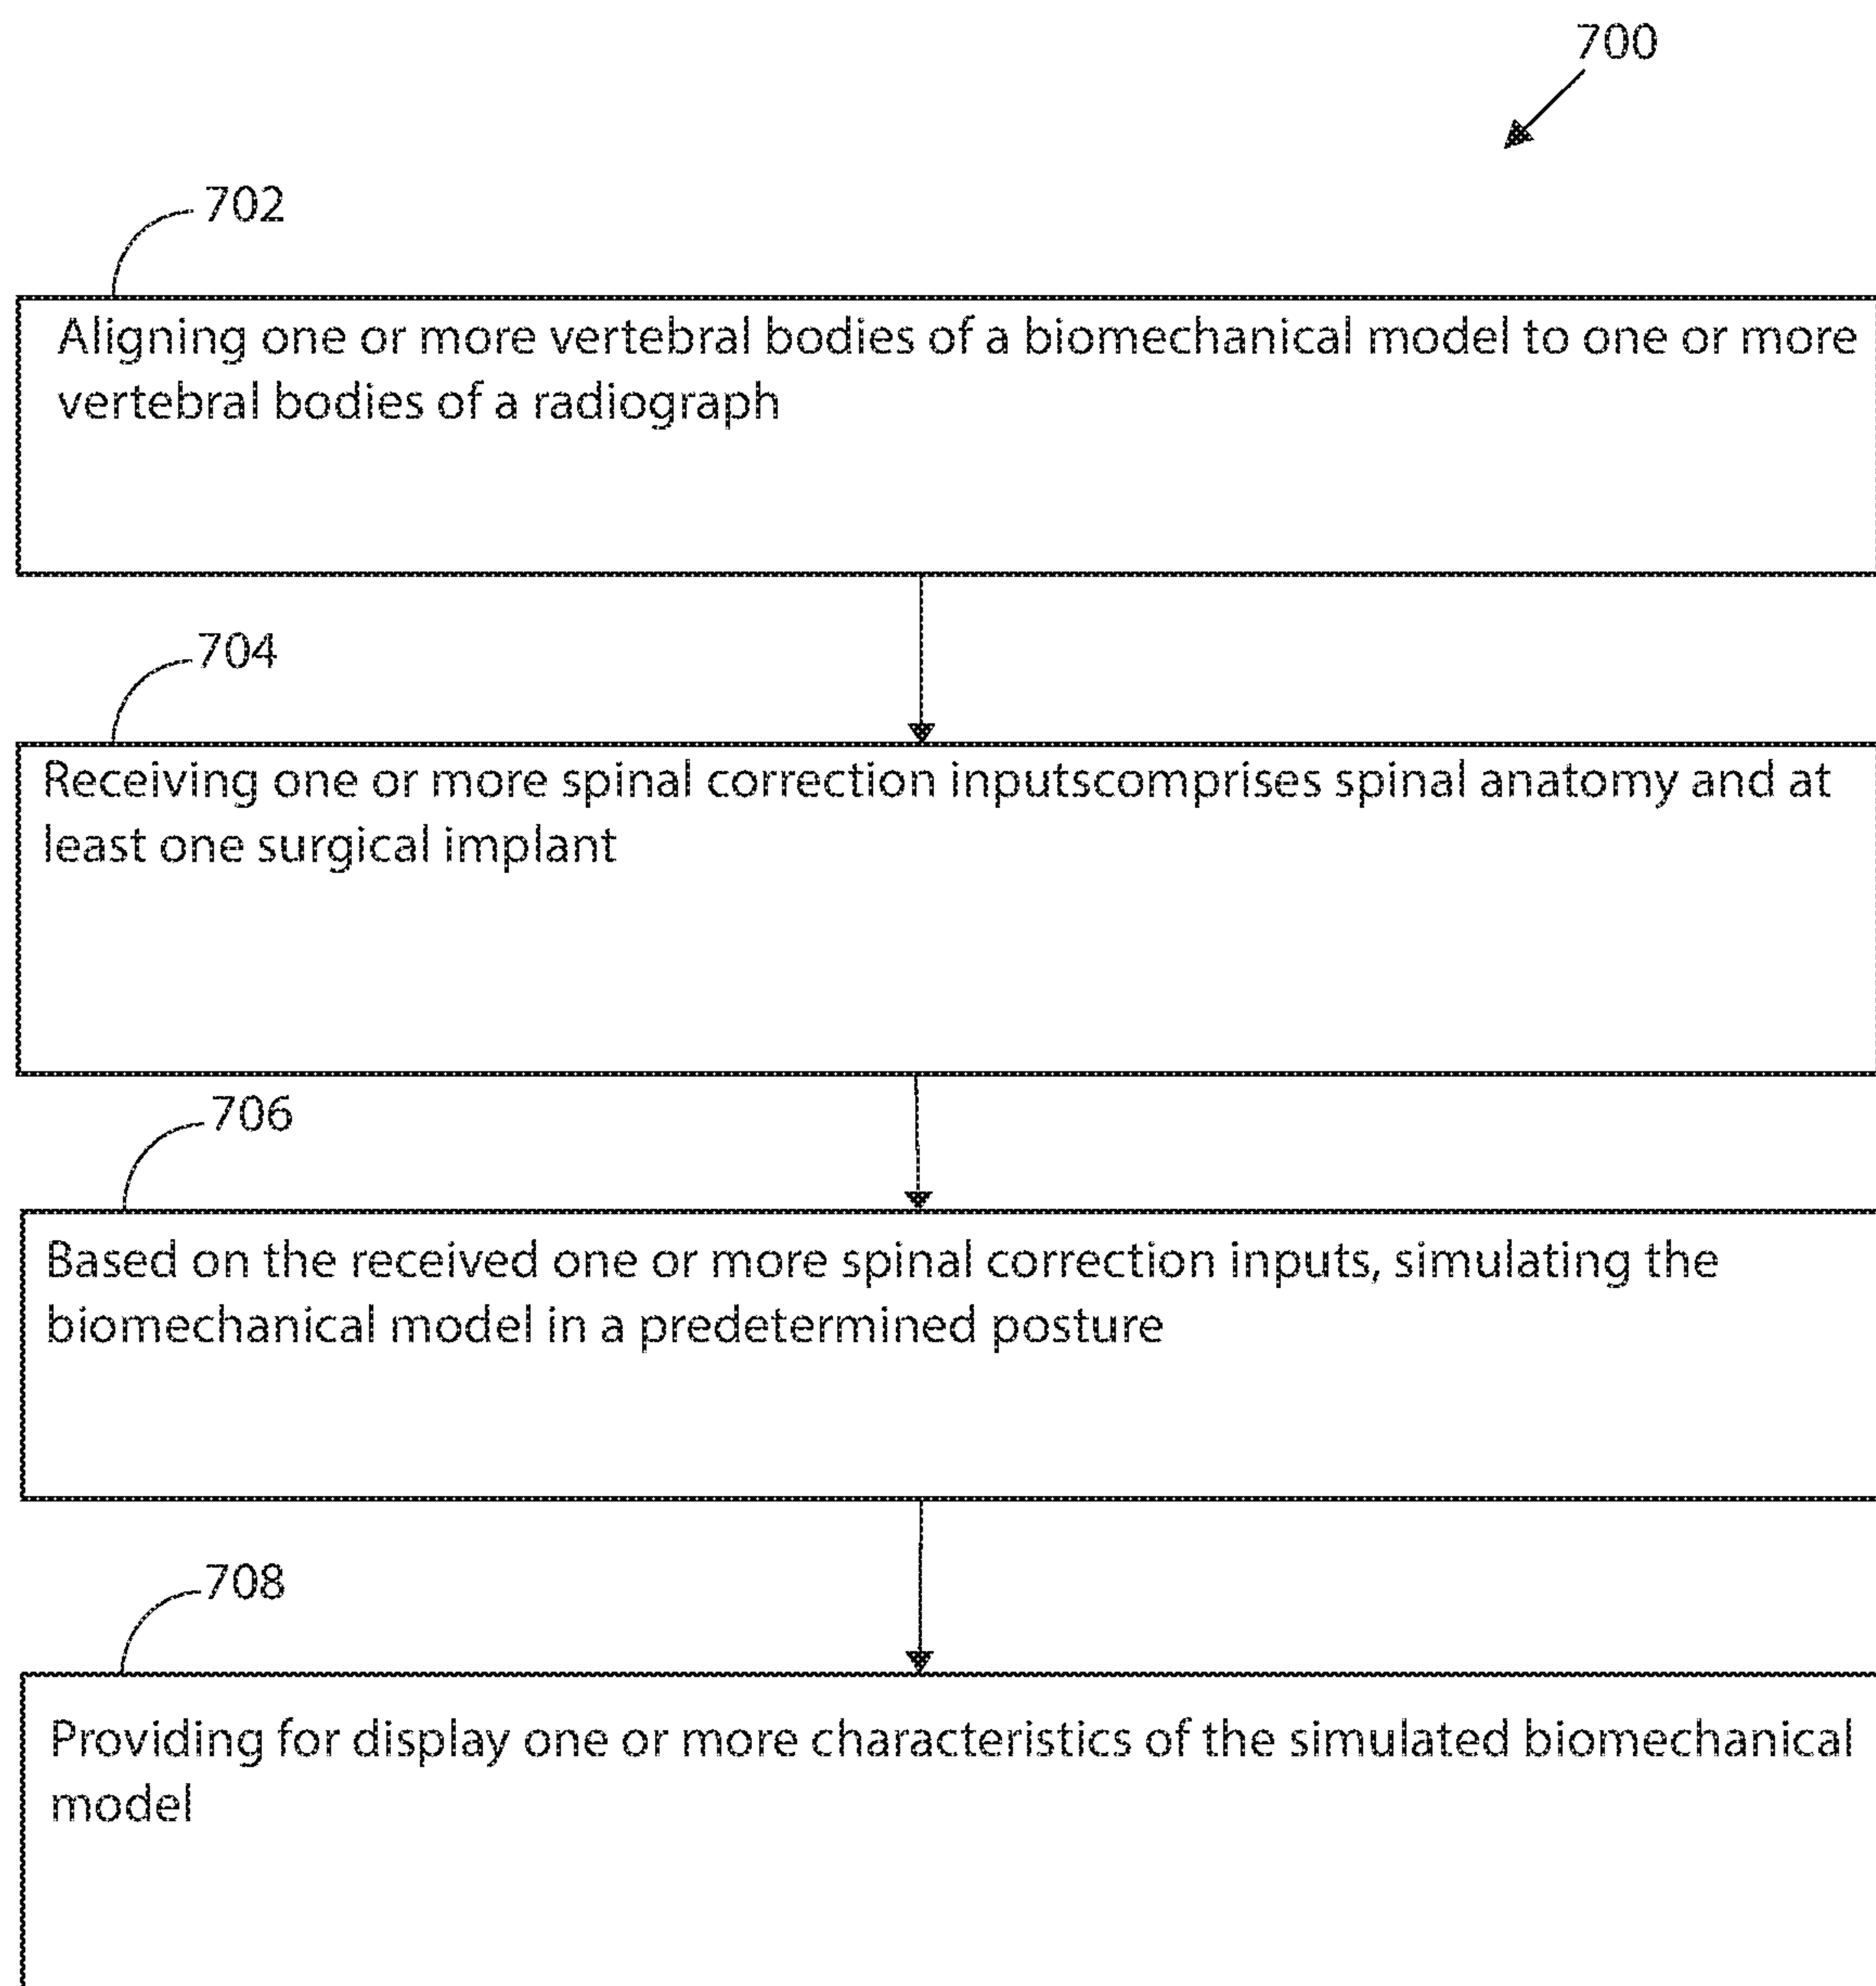 700
702
Aligning one or more vertebral bodies of a biomechanical model to one or more
vertebral bodies of a radiograph
704
Receiving one or more spinal correction inputscomprises spinal anatomy and at
least one surgical implant
706
Based on the received one or more spinal correction inputs, simulating the
biomechanical model in a predetermined posture
708
Providing for display one or more characteristics of the simulated biomechanical
model